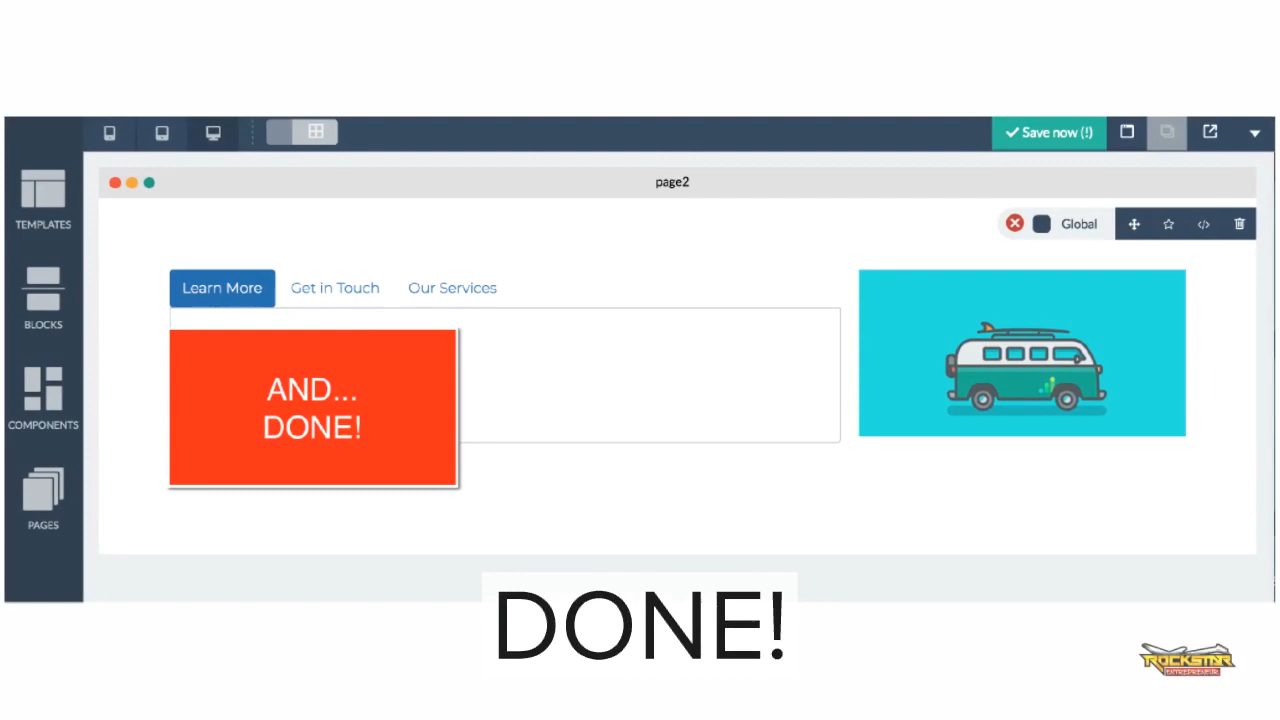 Save now (!)
page2
TEMPLATES
Global
Learn More
Get in Touch
Our Services
BLOCKS
AND...
DONE!
COMPONENTS
PAGES
DONE!
ROCKSTAR
ENTREPRENEUR